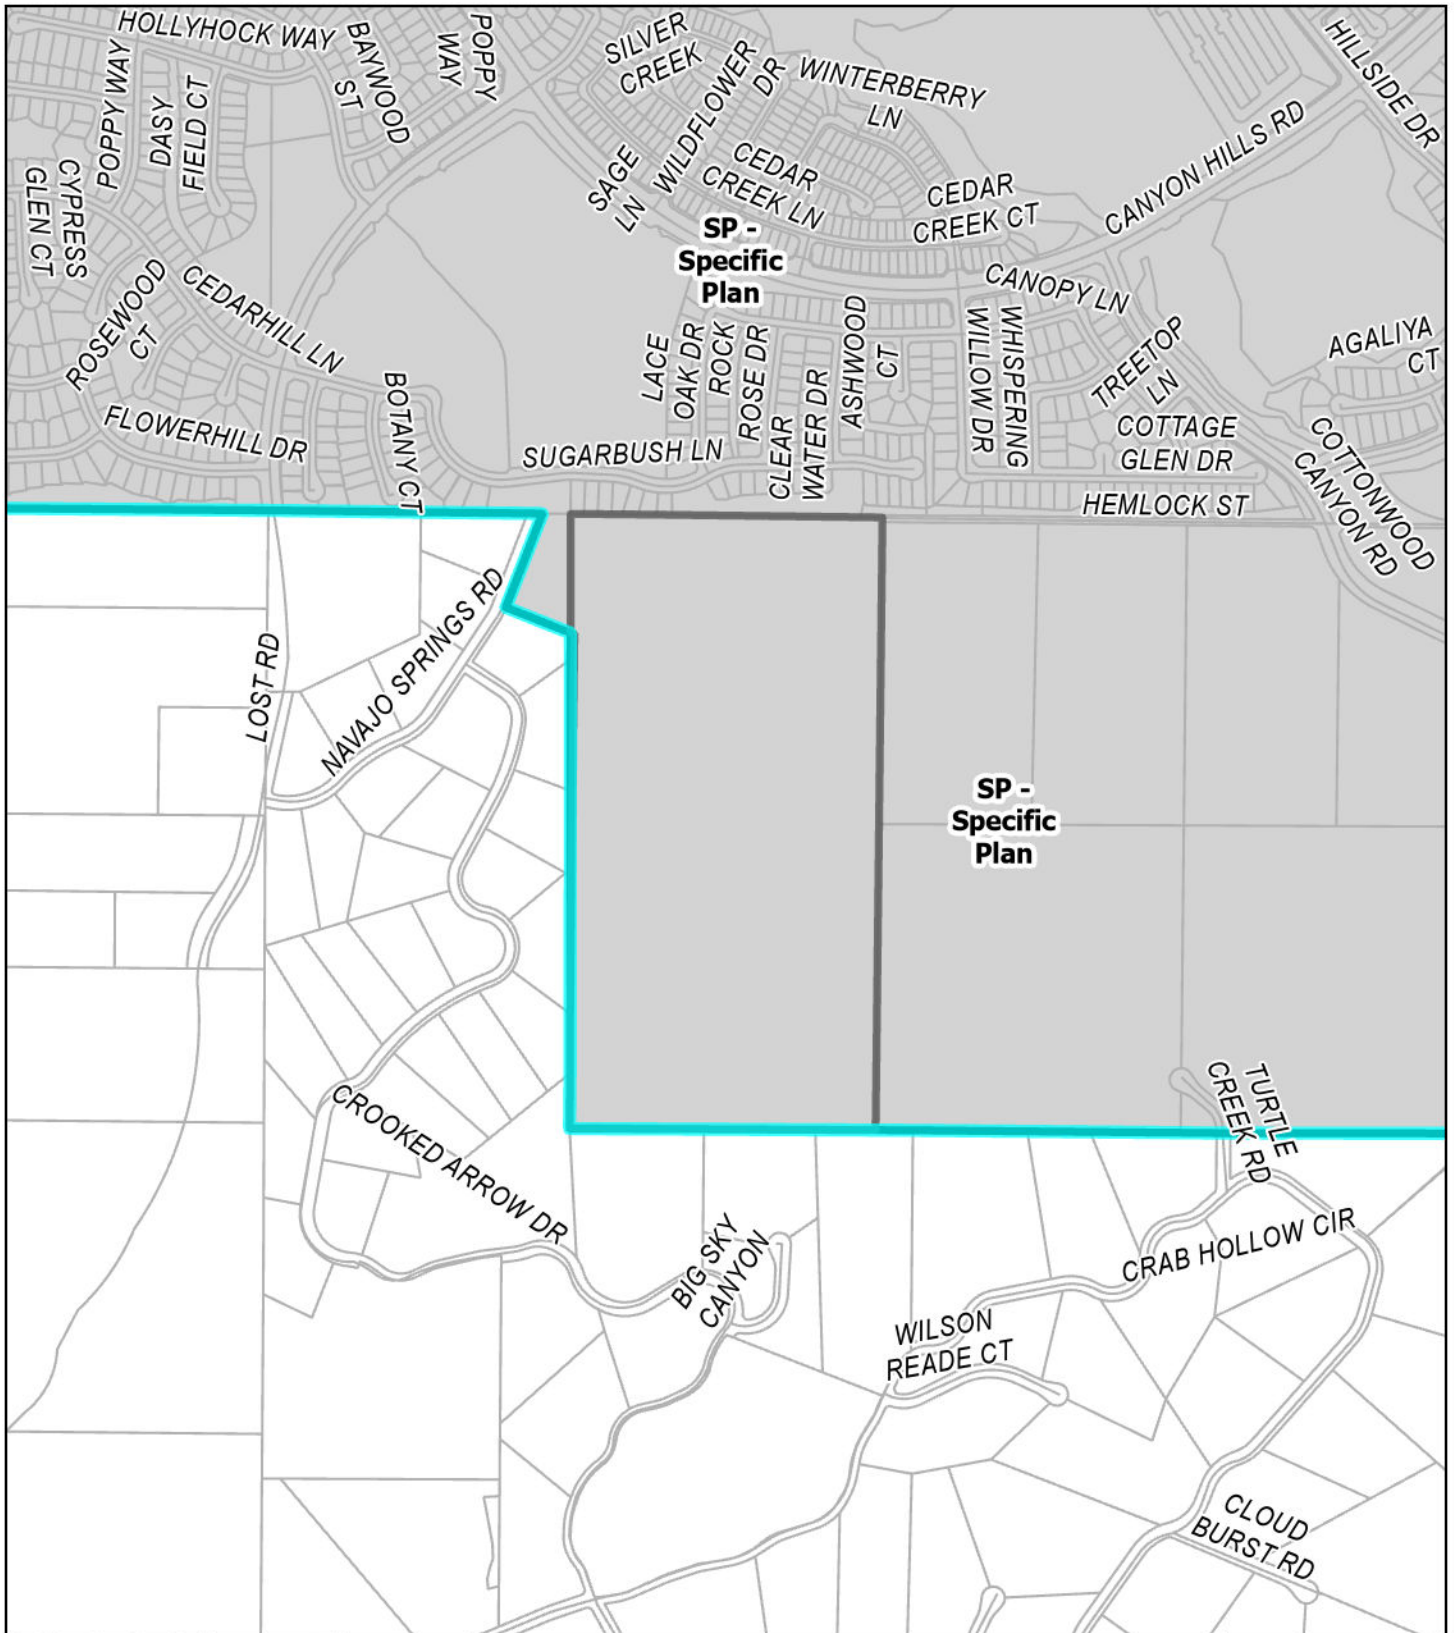 HOLLYHOCK WAY
POPPY WAY
DASY
FIELD CT
BAYWOOD
ST
POPPY
WAY
SILVER
CREEK
WILDFLOWER
DR
WINTERBERRY
LN
HILLSIDE DR
CYPRESS
GLEN CT
SAGE
LN
CEDAR
CREEK LN
CEDAR
CREEK CT
CANYON HILLS RD
SP -
Specific
Plan
ROSEWOOD
CT
CEDARHILL LN
CANOPY LN
LACE
OAK DR
ROCK
ROSE DR
CLEAR
WATER DR
ASHWOOD
CT
WHISPERING
WILLOW DR
TREETOP
LN
AGALIYA
CT
FLOWERHILL DR
BOTANY CT
SUGARBUSH LN
COTTAGE
GLEN DR
HEMLOCK ST
COTTONWOOD
CANYON RD
LOST RD
NAVAJO SPRINGS RD
SP -
Specific
Plan
CROOKED ARROW DR
TURTLE
CREEK RD
BIG SKY
CANYON
CRAB HOLLOW CIR
WILSON
READE CT
CLOUD
BURST RD